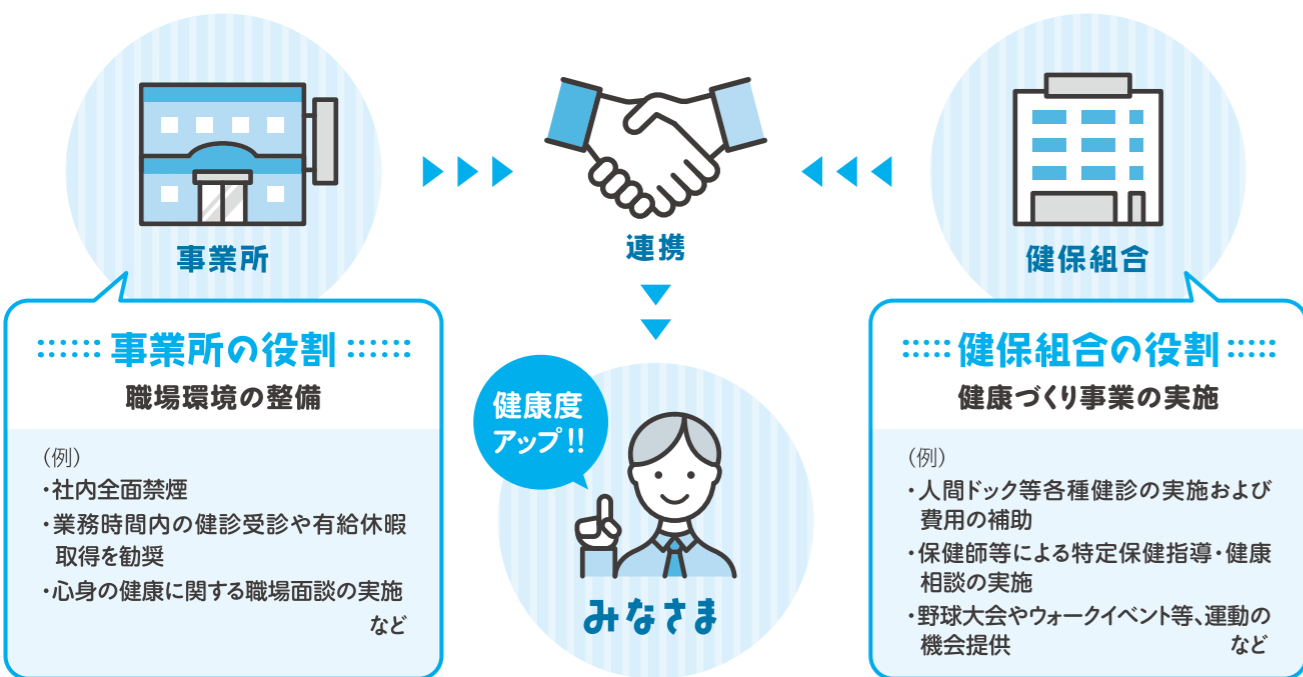 事業所
連携
健保組合
事業所の役割
職場環境の整備
（例）
・社内全面禁煙
・業務時間内の健診受診や有給休暇
取得を勧奨
・心身の健康に関する職場面談の実施
など
健康度
アップ!!
みなさま
健保組合の役割
健康づくり事業の実施
（例）
・人間ドック等各種健診の実施および
費用の補助
・保健師等による特定保健指導・健康
相談の実施
・野球大会やウォークイベント等、運動の
機会提供 など